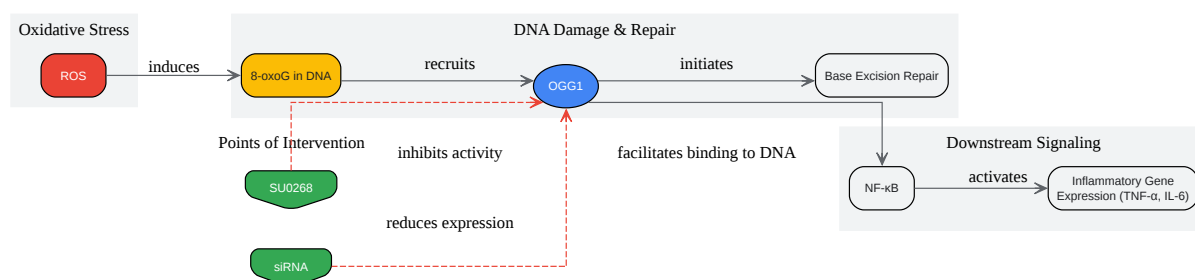 Oxidative Stress
DNA Damage & Repair
ROS
induces
8-oxoG in DNA
recruits
OGG1
initiates
Base Excision Repair
Points of Intervention
inhibits activity
facilitates binding to DNA
Downstream Signaling
SU0268
NF-κB
activates
Inflammatory Gene
Expression (TNF-α, IL-6)
reduces expression
siRNA